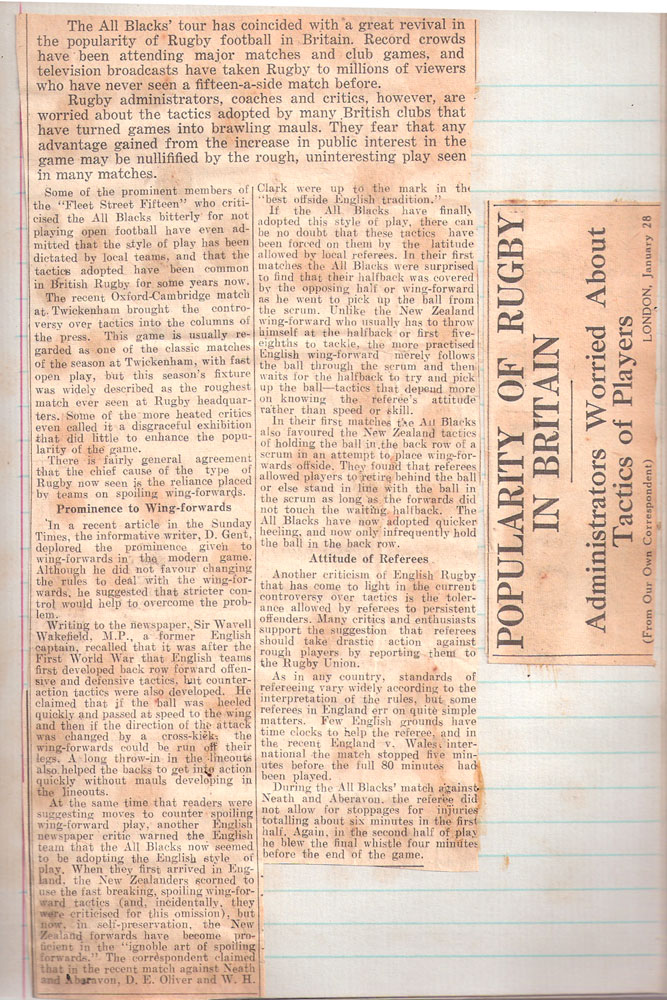 POPULARITY OF RUGBY
IN BRITAIN
Administrators Worried About
Tactics of Players
(From Our Own Correspondent) LONDON, January 28
The All Blacks' tour has coincided with a great revival in
the popularity of Rugby football in Britain. Record crowds
have been attending major matches and club games, and
television broadcasts have taken Rugby to millions of viewers
who have never seen a fifteen-a-side match before.
Rugby administrators, coaches and critics, however, are
worried about the tactics adopted by many British clubs that
have turned games into brawling mauls. They fear that any
advantage gained from the increase in public interest in the
game may be nullifified by the rough, uninteresting play seen
in many matches.
Some of the prominent members of
the "Fleet Street Fifteen" who criti-
cised the All Blacks bitterly for not
playing open football have even ad-
mitted that the style of play has been
dictated by local teams, and that the
tactics adopted have been common
in British Rugby for some years now.
The recent Oxford-Cambridge match
at Twickenham brought the contro-
versy over tactics into the columns of
the press. This game is usually re-
garded as one of the classic matches
of the season at Twickenham, with fast
open play, but this season's fixture
was widely described as the roughest
match ever seen at Rugby headquar-
ters. Some of the more heated critics
even called it a disgraceful exhibition
that did little to enhance the popu-
larity of the game.
There is fairly general agreement
that the chief cause of the type of
Rugby now seen is the reliance placed
by teams on spoiling wing-forwards.
Prominence to Wing-forwards
In a recent article in the Sunday
Times, the informative writer, D. Gent,
deplored the prominence given to
wing-forwards in the modern game.
Although he did not favour changing
the rules to deal with the wing-for-
wards, he suggested that stricter con-
trol would help to overcome the prob-
lem.
Writing to the newspaper, Sir Wavell
Wakefield, M.P., a former English
captain, recalled that it was after the
First World War that English teams
first developed back row forward offen-
sive and defensive tactics, but counter-
action tactics were also developed. He
claimed that if the ball was heeled
quickly and passed at speed to the wing
and then if the direction of the attack
was changed by a cross-kick, the
wing-forwards could be run off their
legs. A long throw-in in the lineouts
also helped the backs to get into action
quickly without mauls developing in
the lineouts.
At the same time that readers were
suggesting moves to counter spoiling
wing-forward play, another English
newspaper critic warned the English
team that the All Blacks now seemed
to be adopting the English style of
play. When they first arrived in Eng-
land, the New Zealanders scorned to
use the fast breaking, spoiling wing-for-
ward tactics (and, incidentally, they
were criticised for this omission), but
now, in self-preservation, the New
Zealand forwards have become pro-
ficient in the "ignoble art of spoiling
forwards." The correspondent claimed
that in the recent match against Neath
and Aberavon, D. E. Oliver and W. H.
Clark were up to the mark in the
"best offside English tradition."
If the All Blacks have finally
adopted this style of play, there can
be no doubt that these tactics have
been forced on them by the latitude
allowed by local referees. In their first
matches the All Blacks were surprised
to find that their halfback was covered
by the opposing half or wing-forward
as he went to pick up the ball from
the scrum. Unlike the New Zealand
wing-forward who usually has to throw
himself at the halfback or first five-
eighths to tackle, the more practised
English wing-forward merely follows
the ball through the scrum and then
waits for the halfback to try and pick
up the ball—tactics that depend more
on knowing the referee's attitude
rather than speed or skill.
In their first matches the All Blacks
also favoured the New Zealand tactics
of holding the ball in the back row of a
scrum in an attempt to place wing-for-
wards offside. They found that referees
allowed players to retire behind the ball
or else stand in line with the ball in
the scrum as long as the forwards did
not touch the waiting halfback. The
All Blacks have now adopted quicker
heeling, and now only infrequently hold
the ball in the back row.
Attitude of Referees
Another criticism of English Rugby
that has come to light in the current
controversy over tactics is the toler-
ance allowed by referees to persistent
offenders. Many critics and enthusiasts
support the suggestion that referees
should take drastic action against
rough players by reporting them to
the Rugby Union.
As in any country, standards of
refereeing vary widely according to the
interpretation of the rules, but some
referees in England err on quite simple
matters. Few English grounds have
time clocks to help the referee, and in
the recent England v. Wales inter-
national the match stopped five min-
utes before the full 80 minutes had
been played.
During the All Blacks' match against
Neath and Aberavon, the referee did
not allow for stoppages for injuries
totalling about six minutes in the first
half. Again, in the second half of play
he blew the final whistle four minutes
before the end of the game.